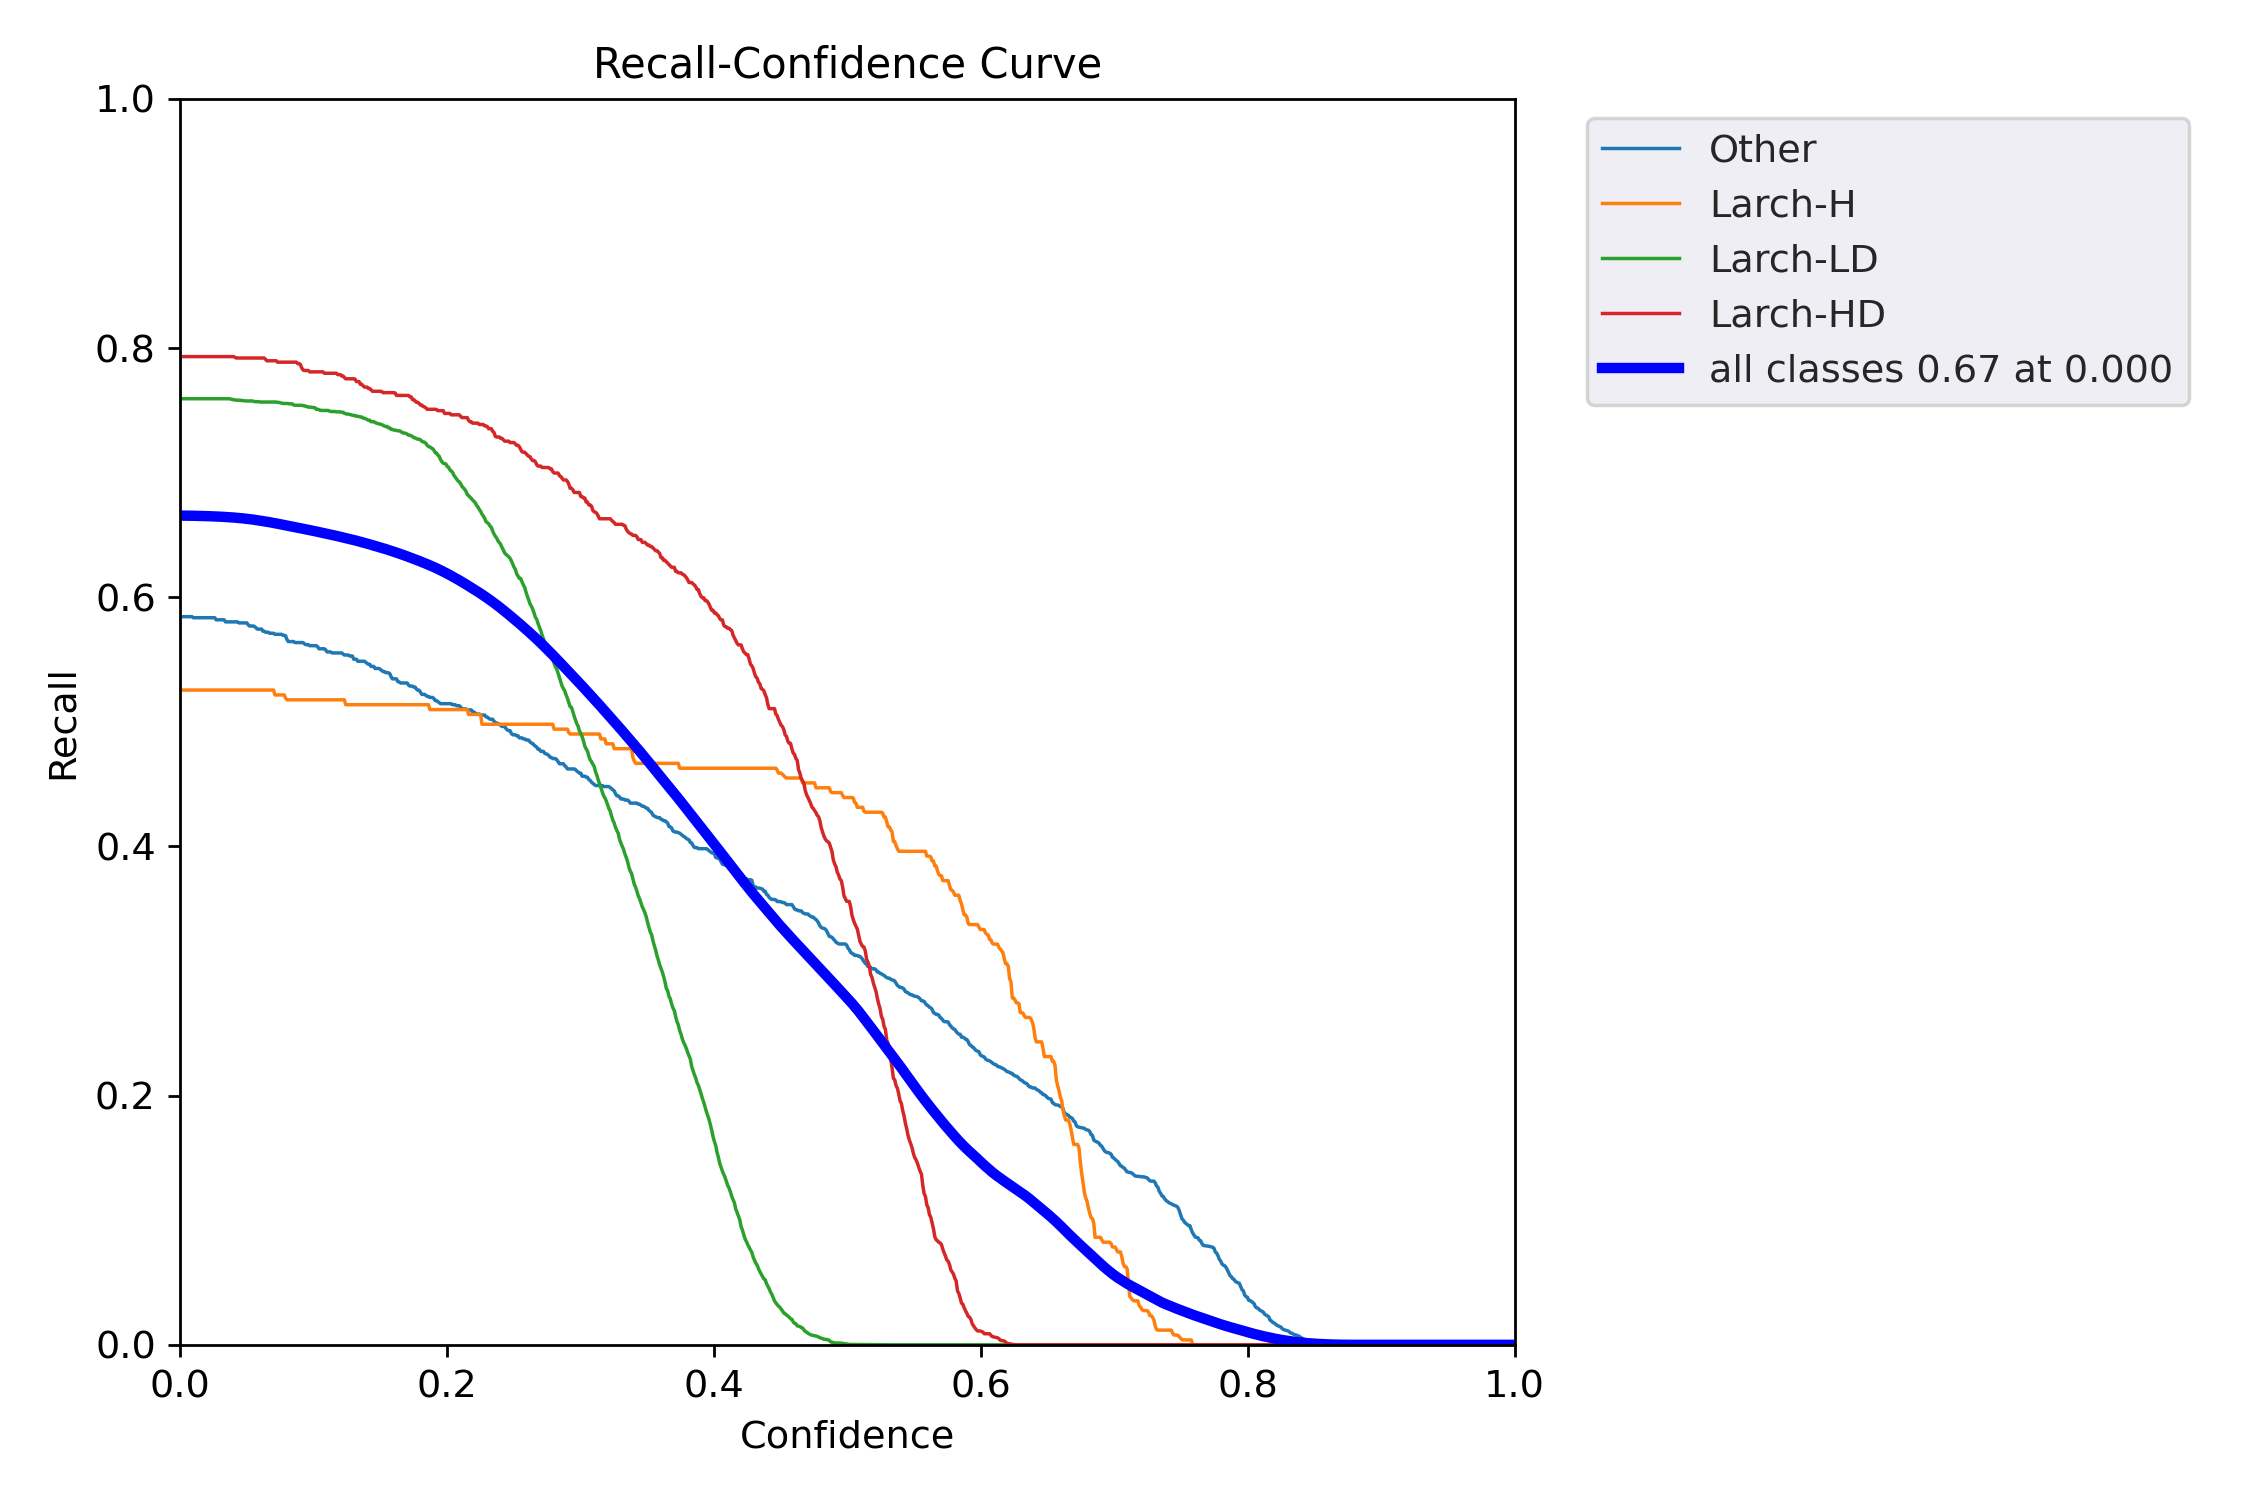 Recall-Confidence Curve
1.0
0.8
0.6
0.4
0.2
0.0
Recall
0.0 0.2 0.4 0.6 0.8 1.0
Confidence
Other
Larch-H
Larch-LD
Larch-HD
all classes 0.67 at 0.000